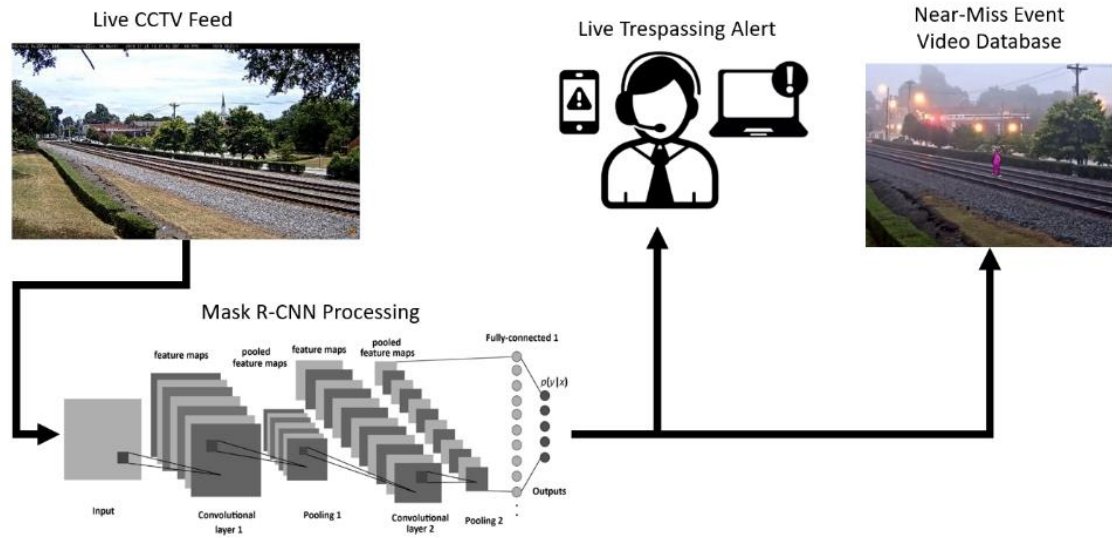 Live CCTV Feed
Live Trespassing Alert
Near-Miss Event
Video Database
Mask R-CNN Processing
feature maps
pooled
feature maps
feature maps
pooled
feature maps
Fully-connected 1
p(y|x)
Outputs
Input
Convolutional
layer 1
Pooling 1
Convolutional
layer 2
Pooling 2